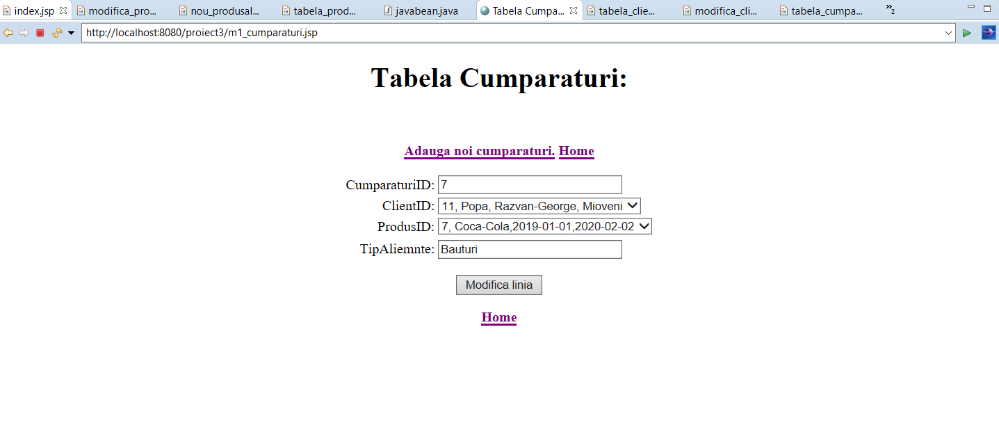 index.jsp modifica_pro... nou_produsal... tabela_prod... javabean.java Tabela Cumpa... tabela_clie... modifica_cli... tabela_cumpa... »2
http://localhost:8080/proiect3/m1_cumparaturi.jsp
Tabela Cumparaturi:
Adauga noi cumparaturi. Home
CumparaturiID: 7
ClientID: 11, Popa, Razvan-George, Mioveni
ProdusID: 7, Coca-Cola,2019-01-01,2020-02-02
TipAliemnte: Bauturi
Modifica linia
Home